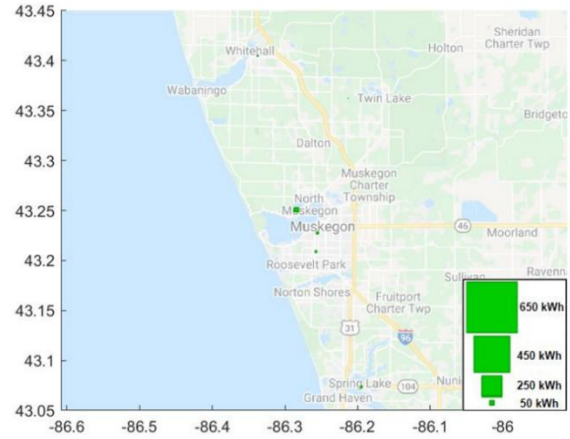 43.45
43.4
43.35
43.3
43.25
43.2
43.15
43.1
43.05
Whitehall
Holton
Sheridan
Charter Twp
Wabaningo
Twin Lake
Bridgeto
Dalton
Muskegon
Charter
Township
North
Muskegon
Muskegon
46
Moorland
Roosevelt Park
Sullivan
Ravenn
Norton Shores
Fruitport
Charter Twp
31
96
Spring Lake
104
Nuni
Grand Haven
650 kWh
450 kWh
250 kWh
50 kWh
-86.6
-86.5
-86.4
-86.3
-86.2
-86.1
-86